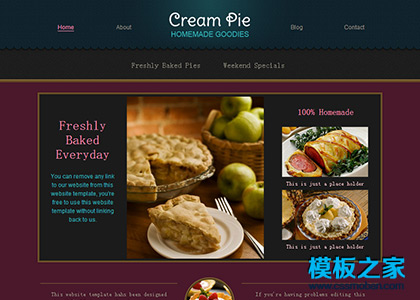 Cream Pie
HOMEMADE GOODIES
Home
About
Blog
Contact
Freshly Baked Pies
Weekend Specials
Freshly
Baked
Everyday
You can remove any link
to our website from this
website template, you're
free to use this website
template without linking
back to us.
100% Homemade
This is just a place holder
This is just a place holder
This website template hahs been designed
If you're having problems editing this
模板之家